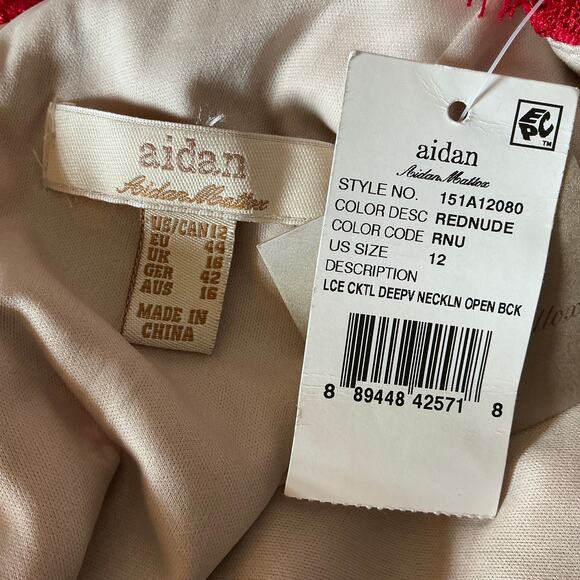 aidan
Aidan Mattox
US/CAN 12
EU 44
UK 16
GER 42
AUS 16
MADE IN
CHINA
EPC™
aidan
Aidan Mattox
STYLE NO. 151A12080
COLOR DESC REDNUDE
COLOR CODE RNU
US SIZE 12
DESCRIPTION
LCE CKTL DEEPV NECKLN OPEN BCK
8 89448 42571 8